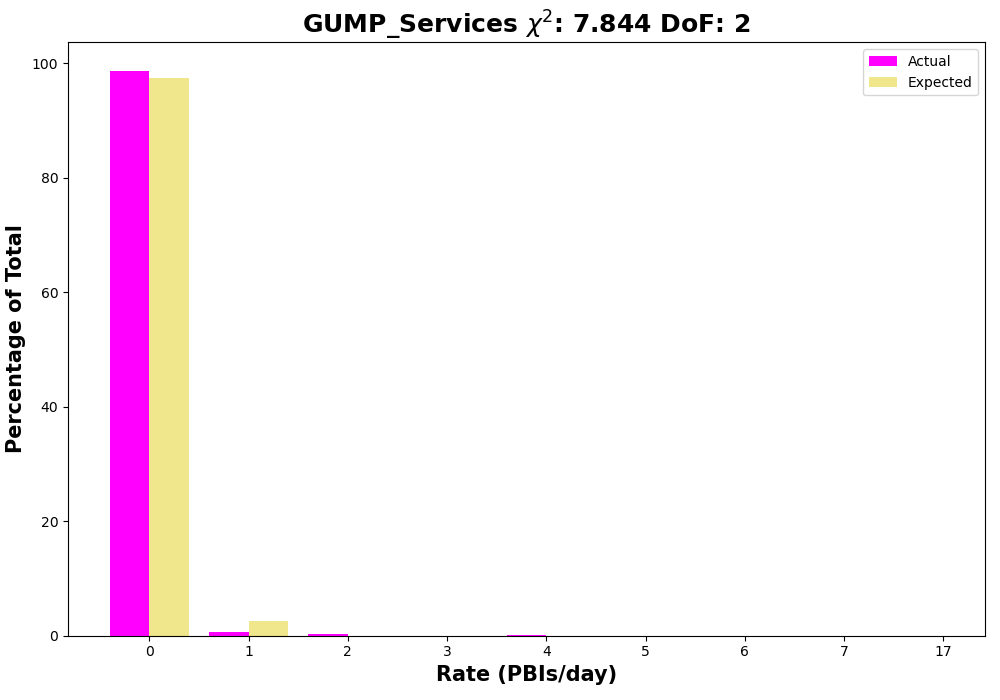 GUMP_Services χ²: 7.844 DoF: 2
Actual
Expected
Percentage of Total
100
80
60
40
20
0
0 1 2 3 4 5 6 7 17
Rate (PBIs/day)